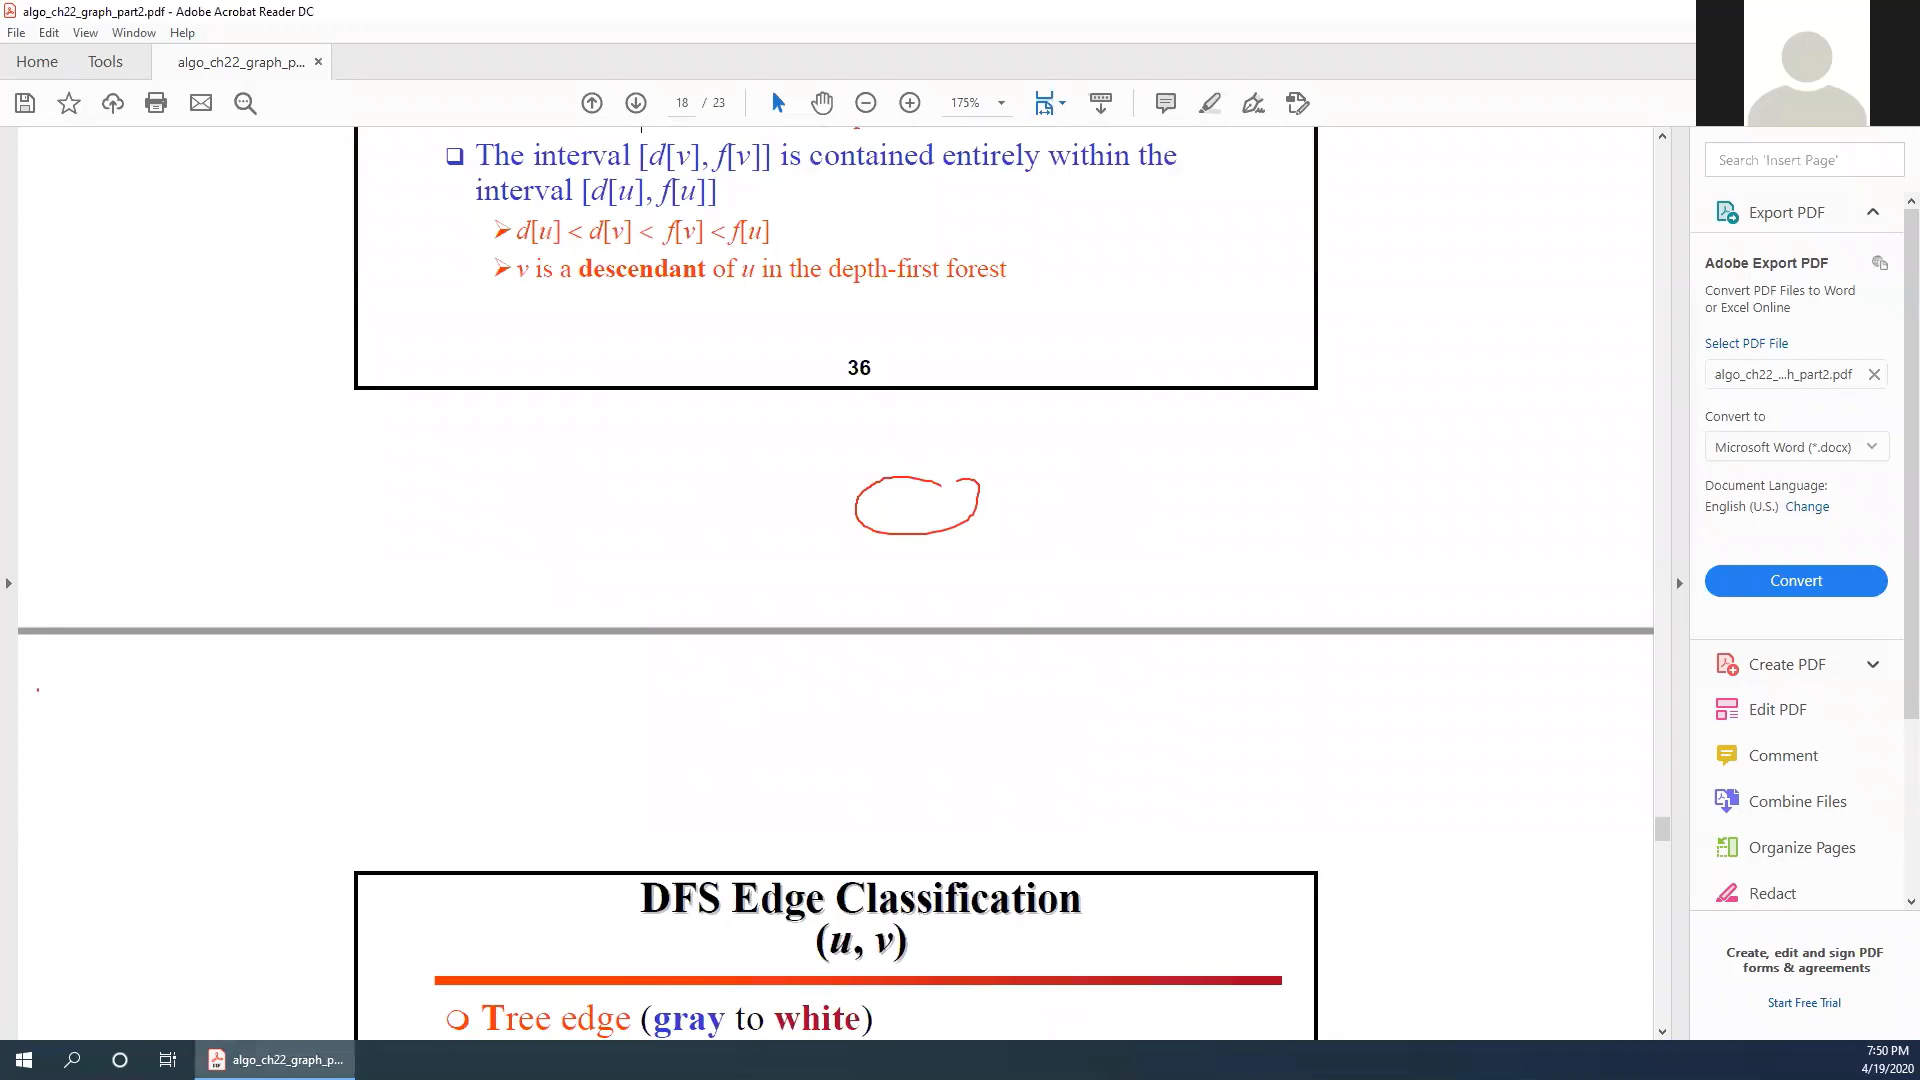 algo_ch22_graph_part2.pdf - Adobe Acrobat Reader DC
File Edit View Window Help
Home Tools algo_ch22_graph_p... ×
18 / 23 175%
❑ The interval [d[v], f[v]] is contained entirely within the
interval [d[u], f[u]]
➢ d[u] < d[v] < f[v] < f[u]
➢ v is a descendant of u in the depth-first forest
36
DFS Edge Classification
(u, v)
Tree edge (gray to white)
Search 'Insert Page'
Export PDF
Adobe Export PDF
Convert PDF Files to Word
or Excel Online
Select PDF File
algo_ch22_...h_part2.pdf
Convert to
Microsoft Word (*.docx)
Document Language:
English (U.S.) Change
Convert
Create PDF
Edit PDF
Comment
Combine Files
Organize Pages
Redact
Create, edit and sign PDF
forms & agreements
Start Free Trial
algo_ch22_graph_p...
7:50 PM
4/19/2020